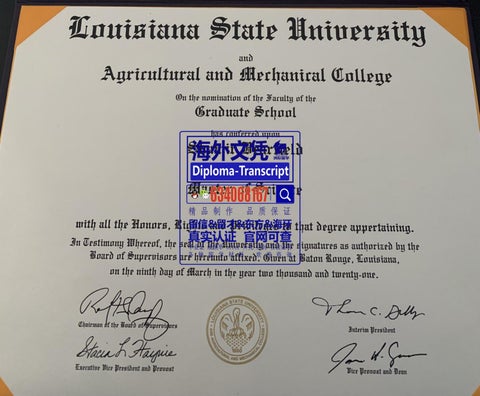 Louisiana State University
and
Agricultural and Mechanical College
On the nomination of the Faculty of the
Graduate School
has conferred upon
海外文凭
Diploma-Transcript
Master of Science
精品制作 品质保证
真实认证 官网可查
with all the Honors, that degree appertaining.
In Testimony Whereof, the seal of the University and the signatures as authorized by the
Board of Supervisors are hereunto affixed. Given at Baton Rouge, Louisiana,
on the ninth day of March in the year two thousand and twenty-one.
Chairman of the Board of Supervisors
Interim President
Executive Vice President and Provost
Vice Provost and Dean